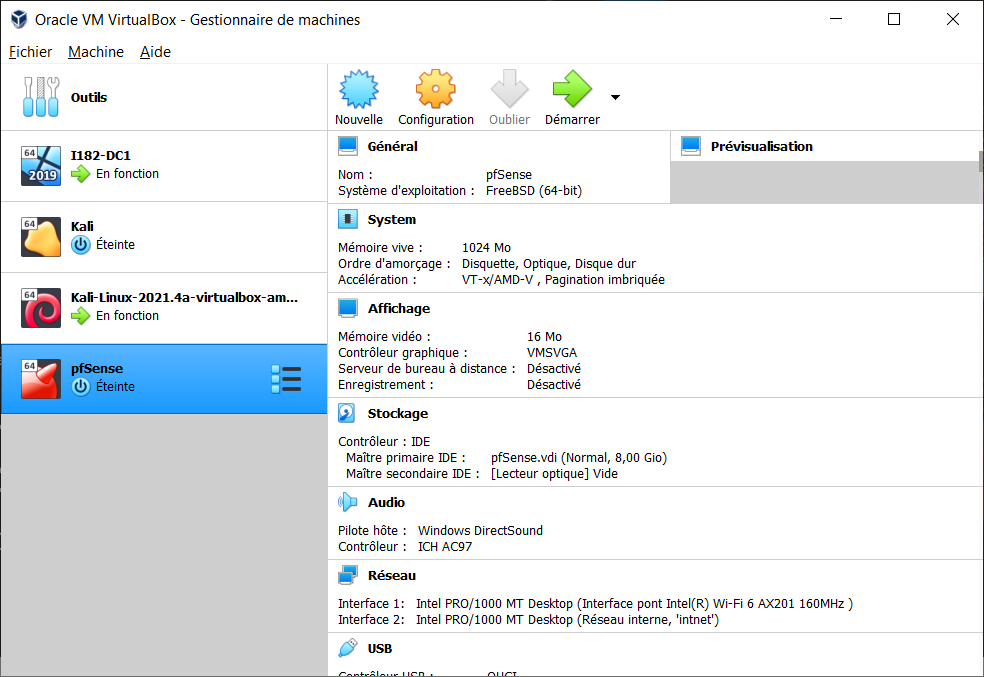 Oracle VM VirtualBox - Gestionnaire de machines
Fichier Machine Aide
Outils
Nouvelle Configuration Oublier Démarrer
64
2019
I182-DC1
En fonction
64
Kali
Éteinte
64
Kali-Linux-2021.4a-virtualbox-am...
En fonction
64
pfSense
Éteinte
Général
Nom : pfSense
Système d'exploitation : FreeBSD (64-bit)
Prévisualisation
System
Mémoire vive : 1024 Mo
Ordre d'amorçage : Disquette, Optique, Disque dur
Accélération : VT-x/AMD-V , Pagination imbriquée
Affichage
Mémoire vidéo : 16 Mo
Contrôleur graphique : VMSVGA
Serveur de bureau à distance : Désactivé
Enregistrement : Désactivé
Stockage
Contrôleur : IDE
Maître primaire IDE : pfSense.vdi (Normal, 8,00 Gio)
Maître secondaire IDE : [Lecteur optique] Vide
Audio
Pilote hôte : Windows DirectSound
Contrôleur : ICH AC97
Réseau
Interface 1: Intel PRO/1000 MT Desktop (Interface pont Intel(R) Wi-Fi 6 AX201 160MHz )
Interface 2: Intel PRO/1000 MT Desktop (Réseau interne, 'intnet')
USB
Contrôleur USB : OHCI